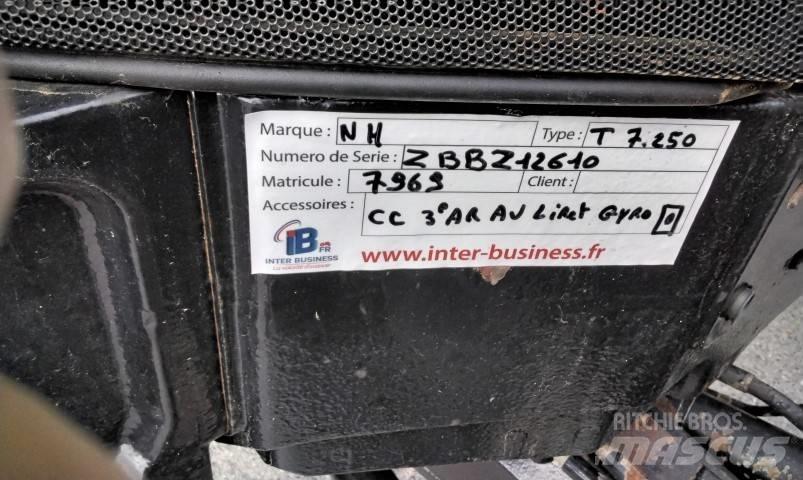 Marque : NH Type : T 7.250
Numero de Serie : ZBBZ12610
Matricule : 7969 Client :
Accessoires : CC 3e AR AV Liret Gyro
IB FR
INTER BUSINESS
www.inter-business.fr
RITCHIE BROS.
MASCUS